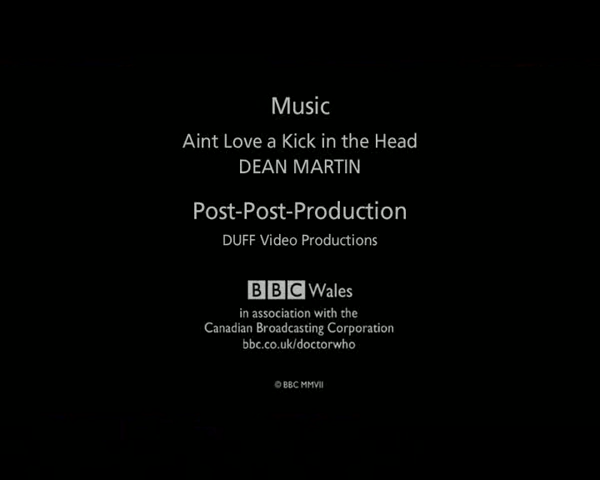 Music
Aint Love a Kick in the Head
DEAN MARTIN
Post-Post-Production
DUFF Video Productions
BBC Wales
in association with the
Canadian Broadcasting Corporation
bbc.co.uk/doctorwho
© BBC MMVII